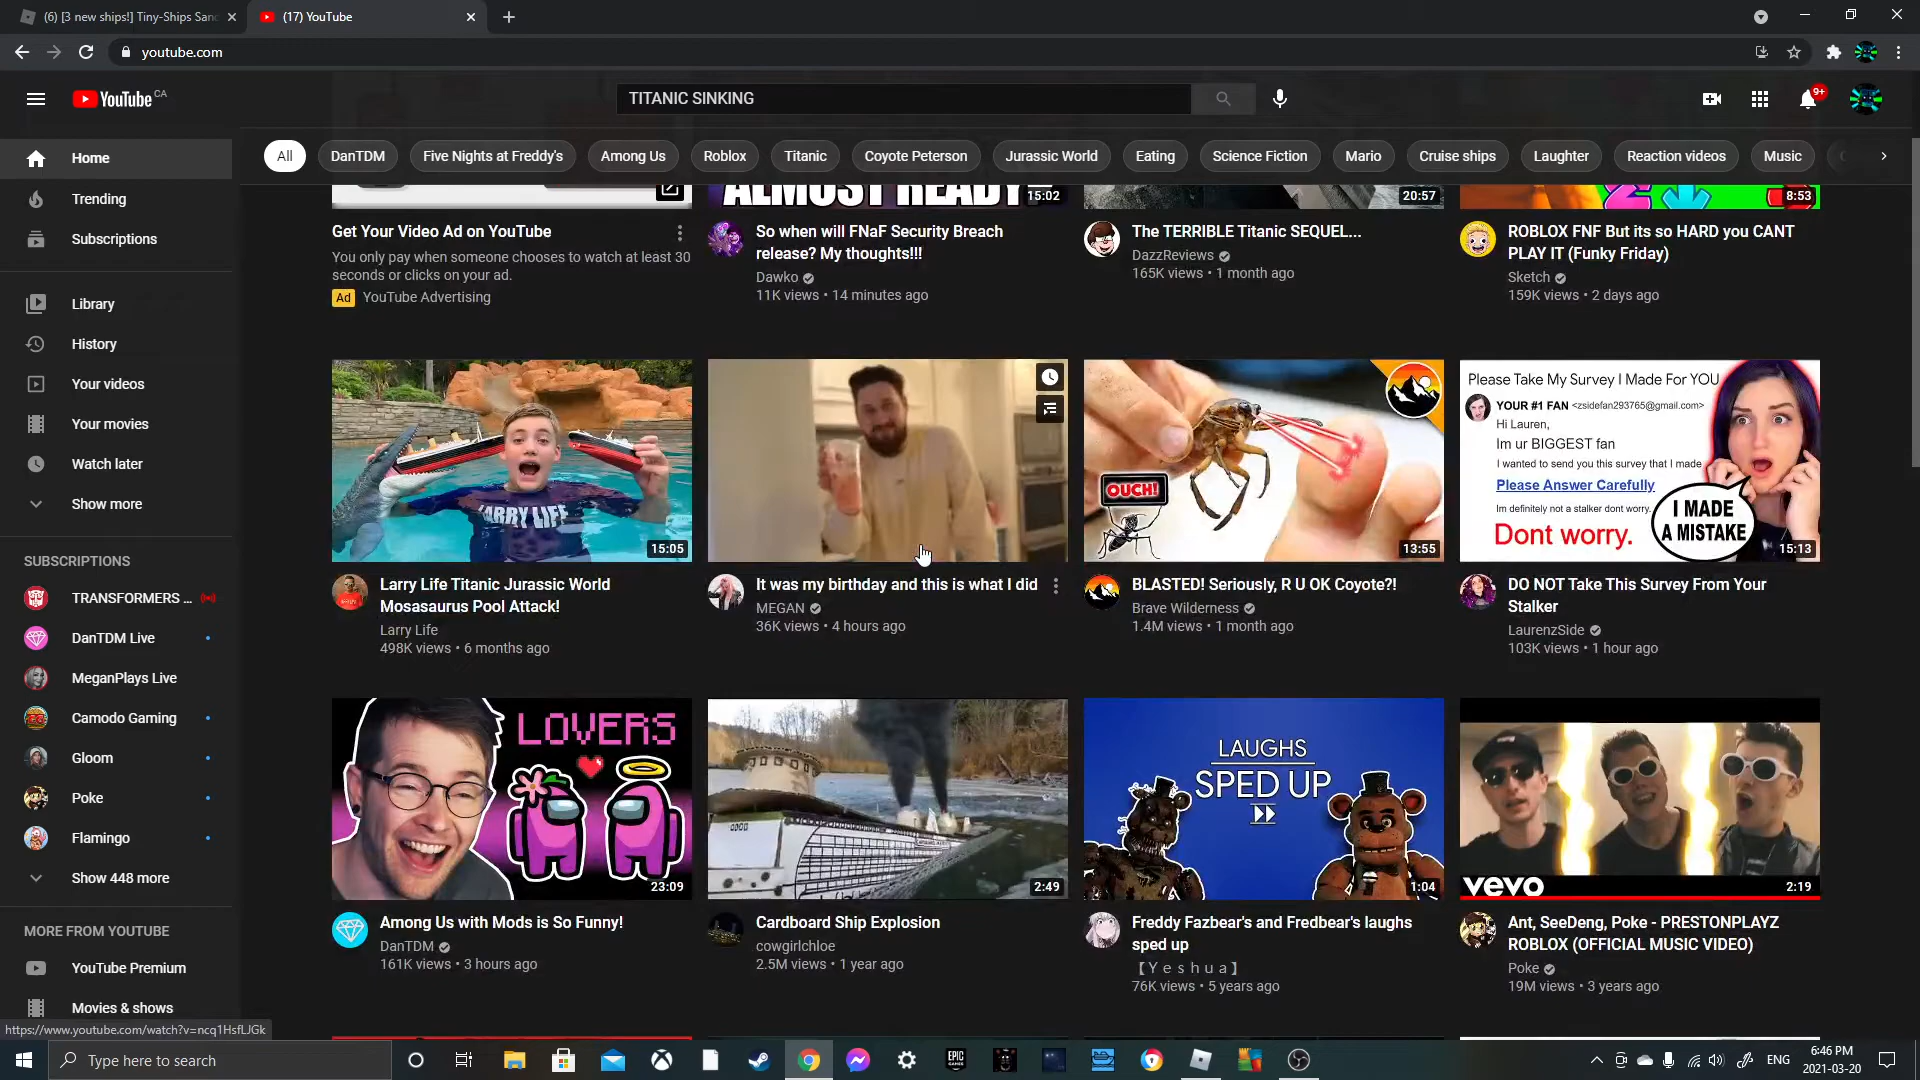 (6) [3 new ships!] Tiny-Ships San
(17) YouTube
youtube.com
YouTube CA
TITANIC SINKING
9+
Home
Trending
Subscriptions
Library
History
Your videos
Your movies
Watch later
Show more
SUBSCRIPTIONS
TRANSFORMERS ...
DanTDM Live
MeganPlays Live
Camodo Gaming
Gloom
Poke
Flamingo
Show 448 more
MORE FROM YOUTUBE
YouTube Premium
Movies & shows
All
DanTDM
Five Nights at Freddy's
Among Us
Roblox
Titanic
Coyote Peterson
Jurassic World
Eating
Science Fiction
Mario
Cruise ships
Laughter
Reaction videos
Music
Get Your Video Ad on YouTube
You only pay when someone chooses to watch at least 30
seconds or clicks on your ad.
Ad YouTube Advertising
ALMOST READY
15:02
So when will FNaF Security Breach
release? My thoughts!!!
Dawko
11K views • 14 minutes ago
20:57
The TERRIBLE Titanic SEQUEL...
DazzReviews
165K views • 1 month ago
8:53
ROBLOX FNF But its so HARD you CANT
PLAY IT (Funky Friday)
Sketch
159K views • 2 days ago
LARRY LIFE
15:05
Larry Life Titanic Jurassic World
Mosasaurus Pool Attack!
Larry Life
498K views • 6 months ago
It was my birthday and this is what I did
MEGAN
36K views • 4 hours ago
OUCH!
13:55
BLASTED! Seriously, R U OK Coyote?!
Brave Wilderness
1.4M views • 1 month ago
Please Take My Survey I Made For YOU
YOUR #1 FAN <zsidefan293765@gmail.com>
Hi Lauren,
Im ur BIGGEST fan
I wanted to send you this survey that I made
Please Answer Carefully
Im definitely not a stalker dont worry.
Dont worry.
I MADE
A MISTAKE
15:13
DO NOT Take This Survey From Your
Stalker
LaurenzSide
103K views • 1 hour ago
LOVERS
23:09
Among Us with Mods is So Funny!
DanTDM
161K views • 3 hours ago
2:49
Cardboard Ship Explosion
cowgirlchloe
2.5M views • 1 year ago
LAUGHS
SPED UP
1:04
Freddy Fazbear's and Fredbear's laughs
sped up
【Ｙｅｓｈｕａ】
76K views • 5 years ago
vevo
2:19
Ant, SeeDeng, Poke - PRESTONPLAYZ
ROBLOX (OFFICIAL MUSIC VIDEO)
Poke
19M views • 3 years ago
https://www.youtube.com/watch?v=ncq1HsfLJGk
Type here to search
EPIC
GAMES
ENG
6:46 PM
2021-03-20